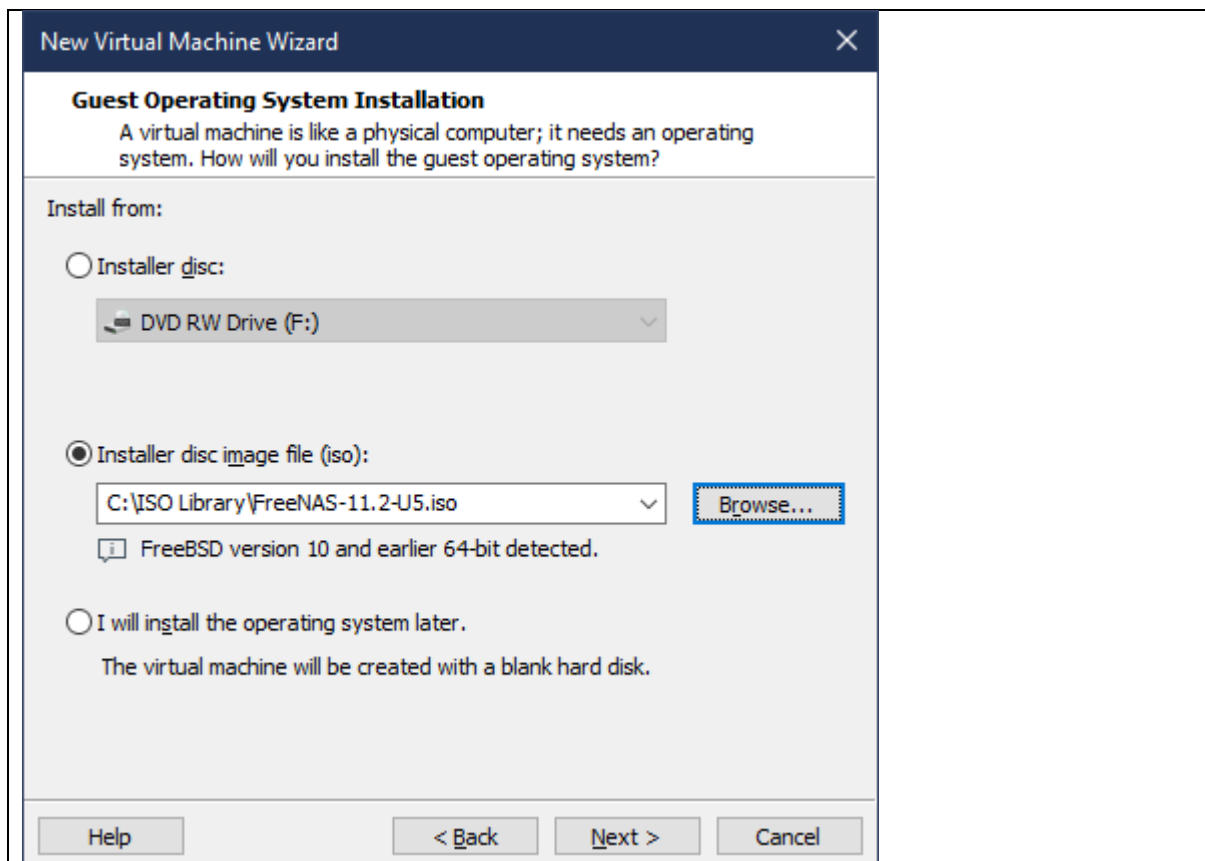 New Virtual Machine Wizard
Guest Operating System Installation
A virtual machine is like a physical computer; it needs an operating
system. How will you install the guest operating system?
Install from:
Installer disc:
DVD RW Drive (F:)
Installer disc image file (iso):
C:\ISO Library\FreeNAS-11.2-U5.iso
Browse...
FreeBSD version 10 and earlier 64-bit detected.
I will install the operating system later.
The virtual machine will be created with a blank hard disk.
Help
< Back
Next >
Cancel